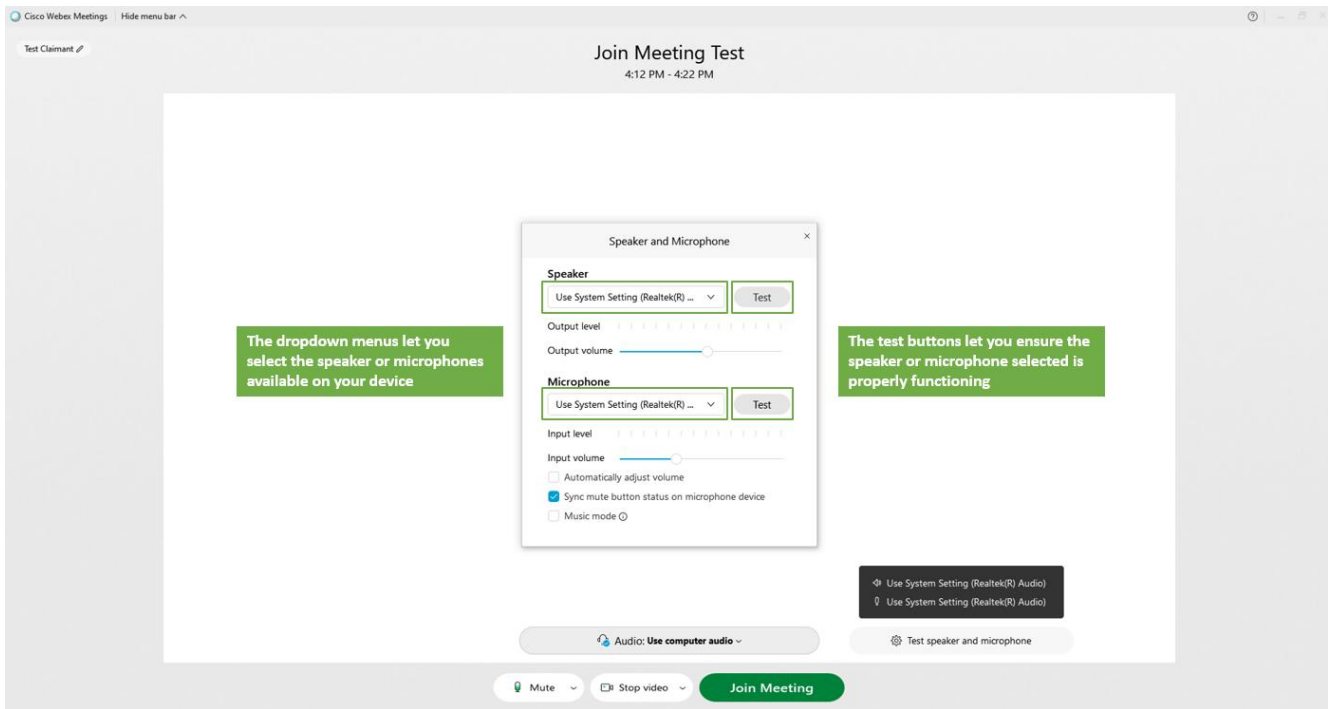 Cisco Webex Meetings Hide menu bar
Test Claimant
Join Meeting Test
4:12 PM - 4:22 PM
Speaker and Microphone
Speaker
Use System Setting (Realtek(R) ... Test
Output level
Output volume
Microphone
Use System Setting (Realtek(R) ... Test
Input level
Input volume
Automatically adjust volume
Sync mute button status on microphone device
Music mode
The dropdown menus let you
select the speaker or microphones
available on your device
The test buttons let you ensure the
speaker or microphone selected is
properly functioning
Use System Setting (Realtek(R) Audio)
Use System Setting (Realtek(R) Audio)
Audio: Use computer audio
Test speaker and microphone
Mute
Stop video
Join Meeting